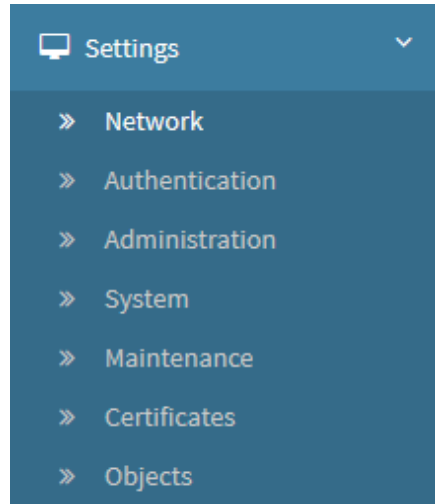 Settings
Network
Authentication
Administration
System
Maintenance
Certificates
Objects